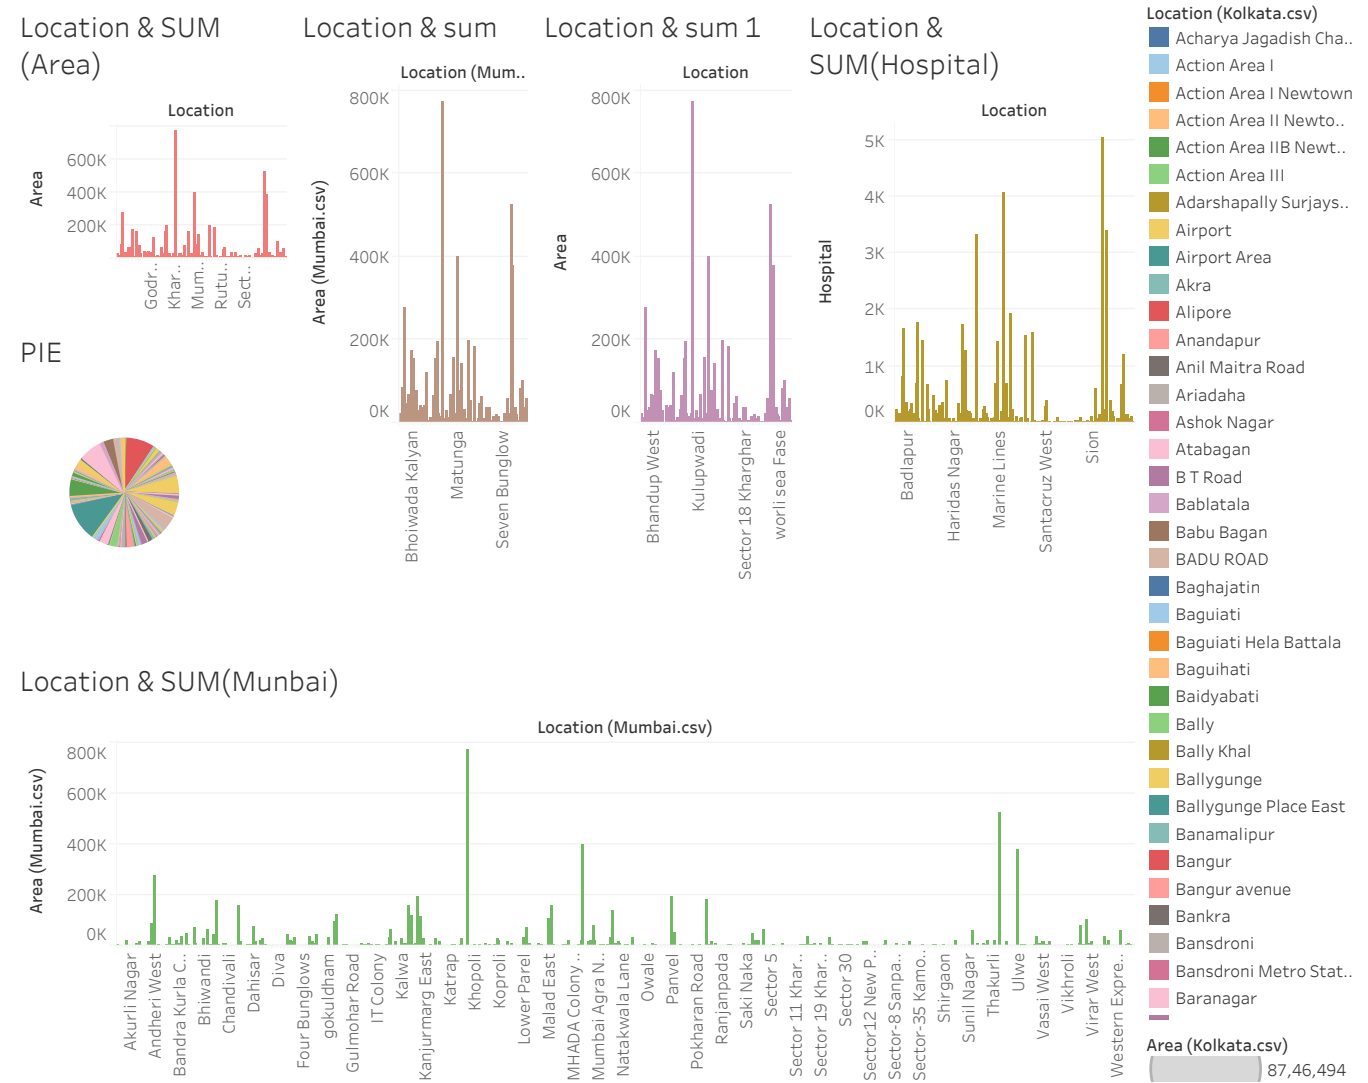 Location & SUM
(Area)
Location
Area
600K
400K
200K
Godr..
Khar..
Mum..
Rutu..
Sect..
Location & sum
Location (Mum..
Area (Mumbai.csv)
800K
600K
400K
200K
0K
Bhoiwada Kalyan
Matunga
Seven Bunglow
Location & sum 1
Location
Area
800K
600K
400K
200K
0K
Bhandup West
Kulupwadi
Sector 18 Kharghar
worli sea Fase
Location &
SUM(Hospital)
Location
Hospital
5K
4K
3K
2K
1K
0K
Badlapur
Haridas Nagar
Marine Lines
Santacruz West
Sion
PIE
Location & SUM(Munbai)
Location (Mumbai.csv)
Area (Mumbai.csv)
800K
600K
400K
200K
0K
Akurli Nagar
Andheri West
Bandra Kurla C..
Bhiwandi
Chandivali
Dahisar
Diva
Four Bunglows
gokuldham
Gulmohar Road
IT Colony
Kalwa
Kanjurmarg East
Katrap
Khopoli
Koproli
Lower Parel
Malad East
MHADA Colony ..
Mumbai Agra N..
Natakwala Lane
Owale
Panvel
Pokharan Road
Ranjanpada
Saki Naka
Sector 5
Sector 11 Khar..
Sector 19 Khar..
Sector 30
Sector12 New P..
Sector-8 Sanpa..
Sector-35 Kamo..
Shirgaon
Sunil Nagar
Thakurli
Ulwe
Vasai West
Vikhroli
Virar West
Western Expre..
Location (Kolkata.csv)
Acharya Jagadish Cha..
Action Area I
Action Area I Newtown
Action Area II Newto..
Action Area IIB Newt..
Action Area III
Adarshapally Surjays..
Airport
Airport Area
Akra
Alipore
Anandapur
Anil Maitra Road
Ariadaha
Ashok Nagar
Atabagan
B T Road
Bablatala
Babu Bagan
BADU ROAD
Baghajatin
Baguiati
Baguiati Hela Battala
Baguihati
Baidyabati
Bally
Bally Khal
Ballygunge
Ballygunge Place East
Banamalipur
Bangur
Bangur avenue
Bankra
Bansdroni
Bansdroni Metro Stat..
Baranagar
Area (Kolkata.csv)
87,46,494